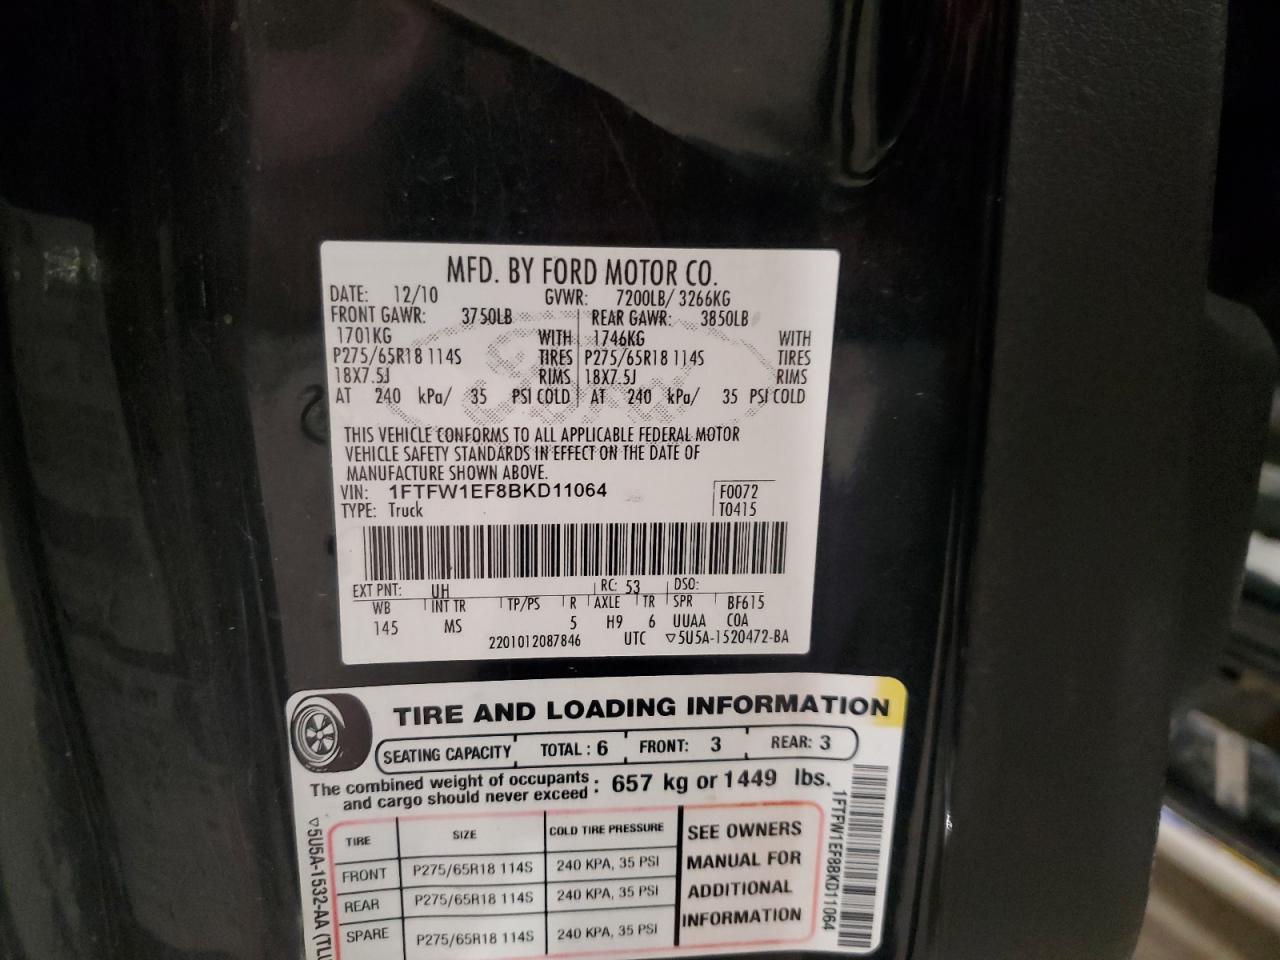 MFD. BY FORD MOTOR CO.
DATE: 12/10 GVWR: 7200LB/ 3266KG
FRONT GAWR: 3750LB REAR GAWR: 3850LB
1701KG WITH 1746KG WITH
P275/65R18 114S TIRES P275/65R18 114S TIRES
18X7.5J RIMS 18X7.5J RIMS
AT 240 kPa/ 35 PSI COLD AT 240 kPa/ 35 PSI COLD
THIS VEHICLE CONFORMS TO ALL APPLICABLE FEDERAL MOTOR
VEHICLE SAFETY STANDARDS IN EFFECT ON THE DATE OF
MANUFACTURE SHOWN ABOVE.
VIN: 1FTFW1EF8BKD11064 F0072
TYPE: Truck T0415
EXT PNT: UH RC: 53 DSO:
WB INT TR TP/PS R AXLE TR SPR BF615
145 MS 5 H9 6 UUAA COA
2201012087846 UTC ▽5U5A-1520472-BA
TIRE AND LOADING INFORMATION
SEATING CAPACITY TOTAL: 6 FRONT: 3 REAR: 3
The combined weight of occupants and cargo should never exceed : 657 kg or 1449 lbs.
TIRE SIZE COLD TIRE PRESSURE
FRONT P275/65R18 114S 240 KPA, 35 PSI
REAR P275/65R18 114S 240 KPA, 35 PSI
SPARE P275/65R18 114S 240 KPA, 35 PSI
SEE OWNERS
MANUAL FOR
ADDITIONAL
INFORMATION
1FTFW1EF8BKD11064
▽5U5A-1532-AA